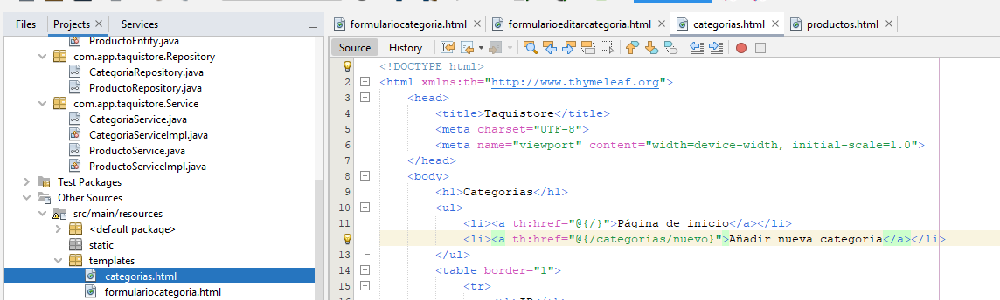 Files Projects Services
ProductoEntity.java
com.app.taquistore.Repository
CategoriaRepository.java
ProductoRepository.java
com.app.taquistore.Service
CategoriaService.java
CategoriaServiceImpl.java
ProductoService.java
ProductoServiceImpl.java
Test Packages
Other Sources
src/main/resources
<default package>
static
templates
categorias.html
formulariocategoria.html
formulariocategoria.html formularioeditarcategoria.html categorias.html productos.html
Source History
<!DOCTYPE html>
2 <html xmlns:th="http://www.thymeleaf.org">
3 <head>
4 <title>Taquistore</title>
5 <meta charset="UTF-8">
6 <meta name="viewport" content="width=device-width, initial-scale=1.0">
7 </head>
8 <body>
9 <h1>Categorias</h1>
10 <ul>
11 <li><a th:href="@{/}">Página de inicio</a></li>
<li><a th:href="@{/categorias/nuevo}">Añadir nueva categoria</a></li>
13 </ul>
14 <table border="1">
15 <tr>